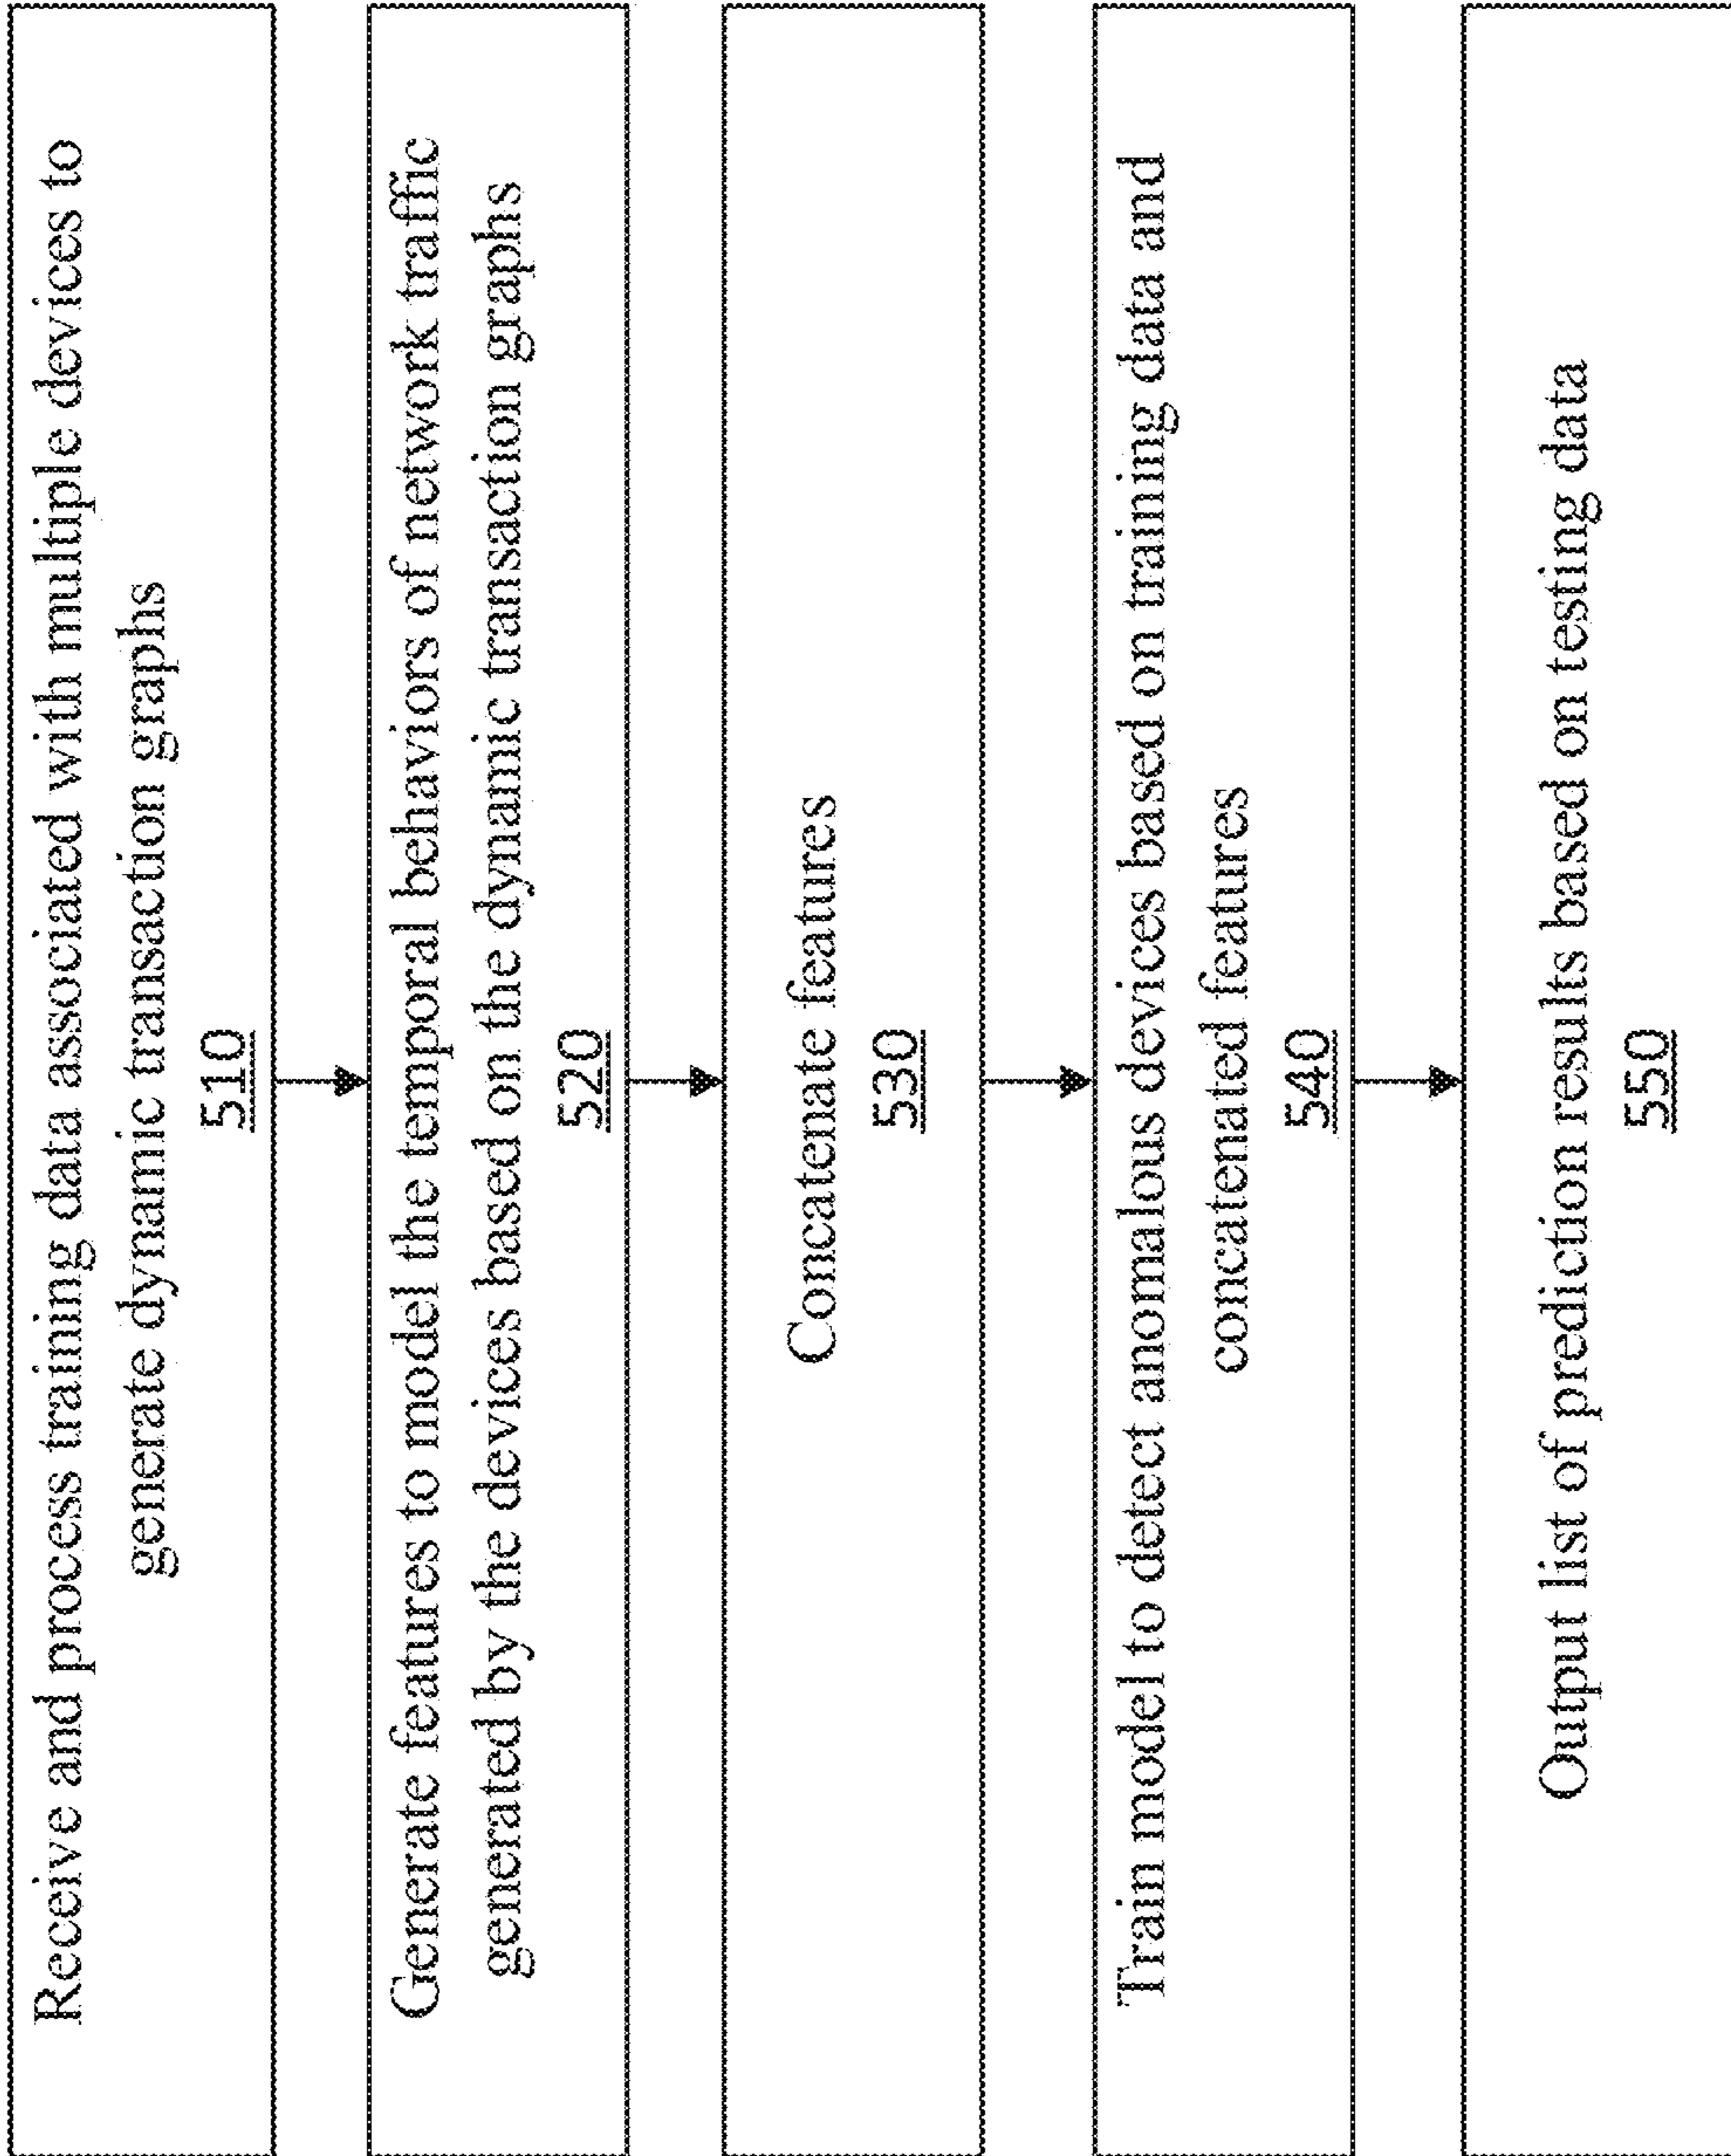 Receive and process training data associated with multiple devices to
generate dynamic transaction graphs
510
Generate features to model the temporal behaviors of network traffic
generated by the devices based on the dynamic transaction graphs
520
Concatenate features
530
Train model to detect anomalous devices based on training data and
concatenated features
540
Output list of prediction results based on testing data
550